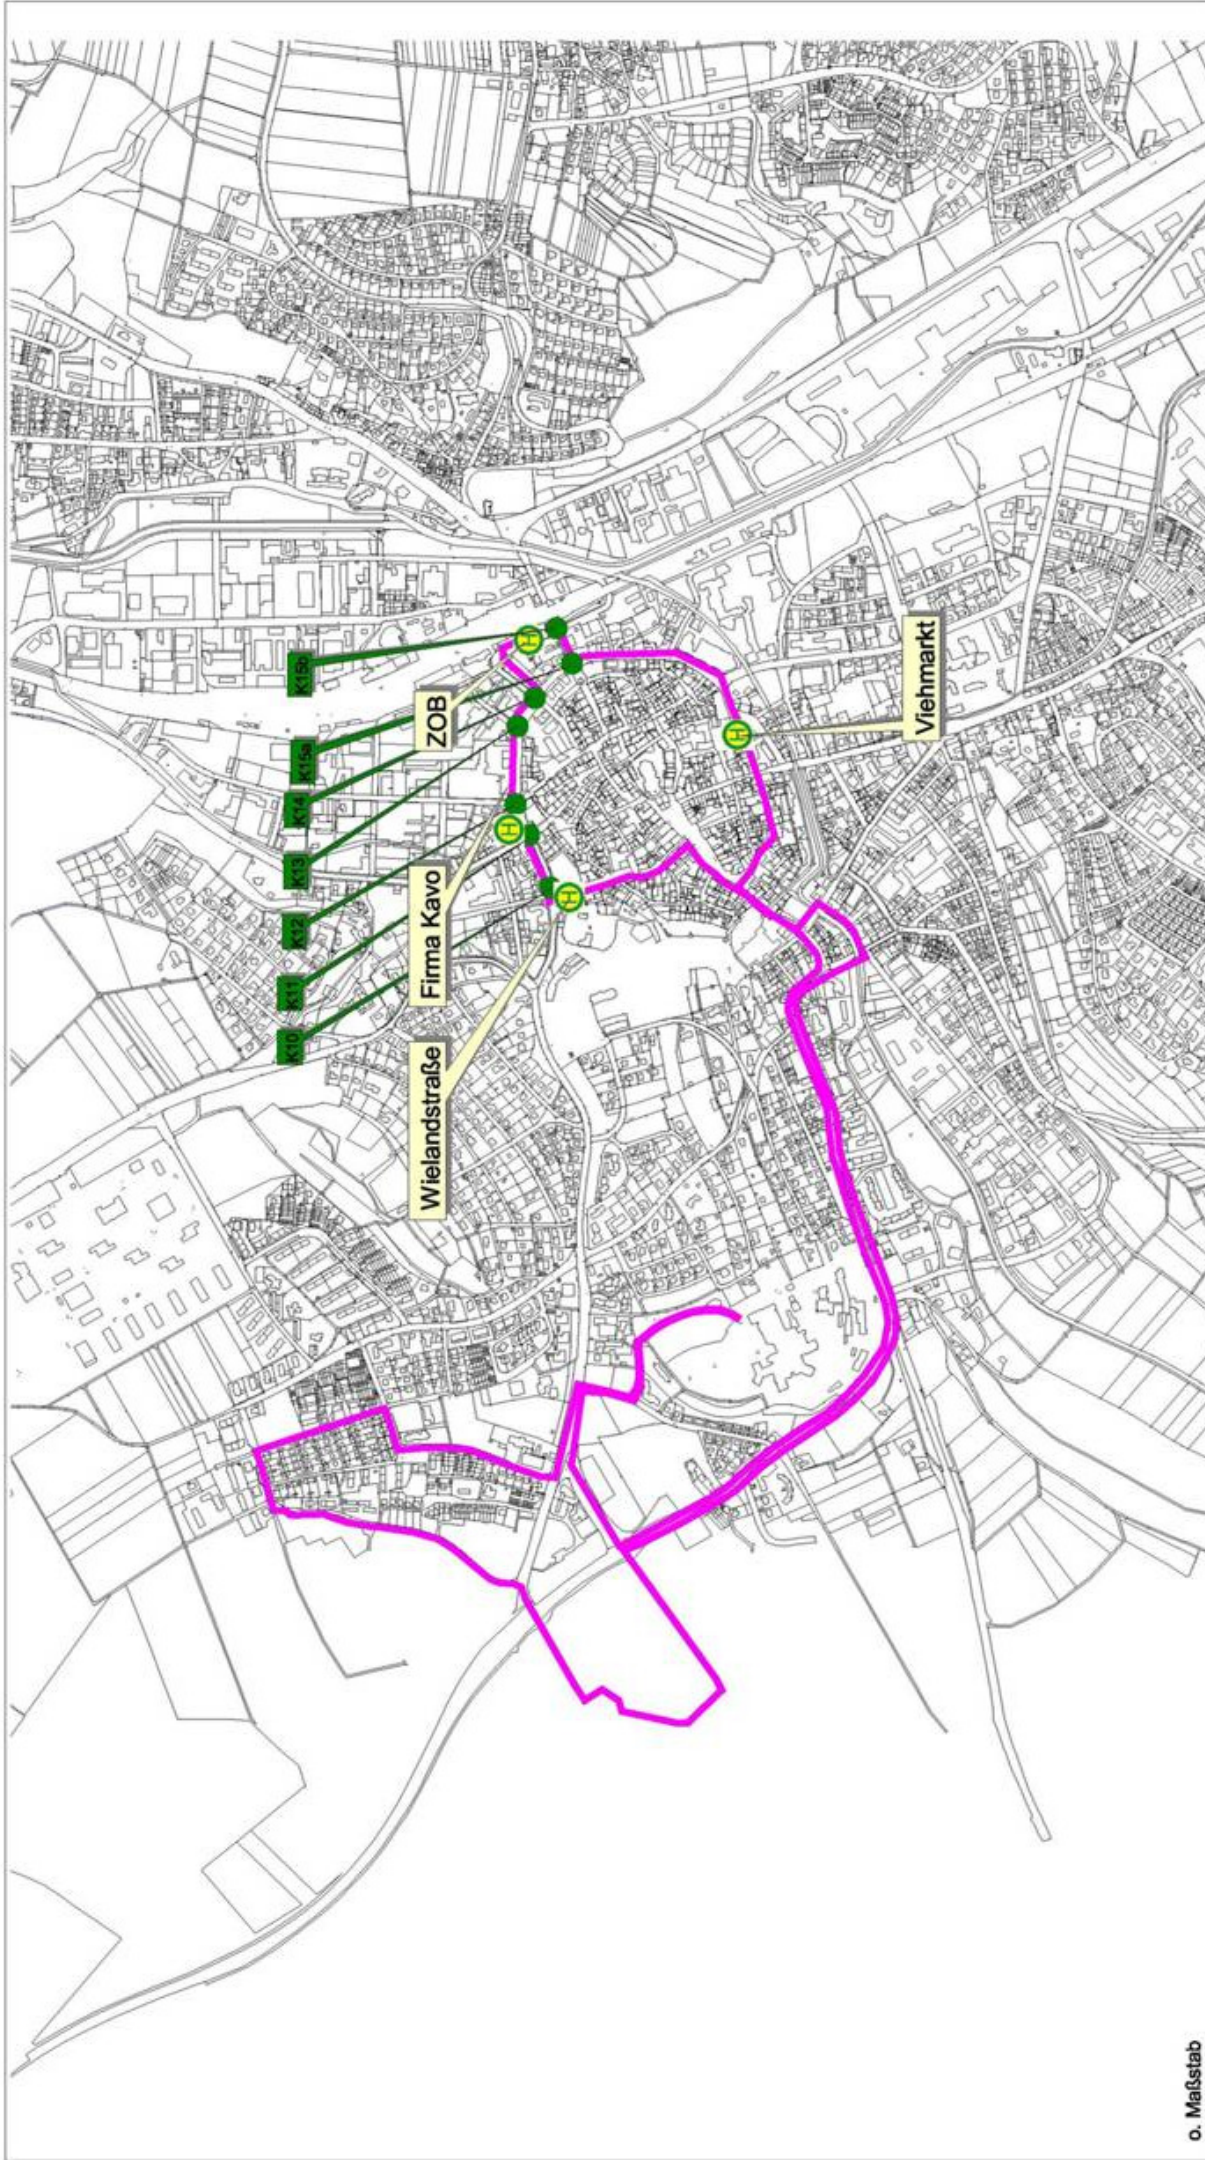 K10
K11
K12
K13
K14
K15a
K15b
Wielandstraße
Firma Kavo
ZOB
H
H
H
H
Viehmarkt
o. Maßstab